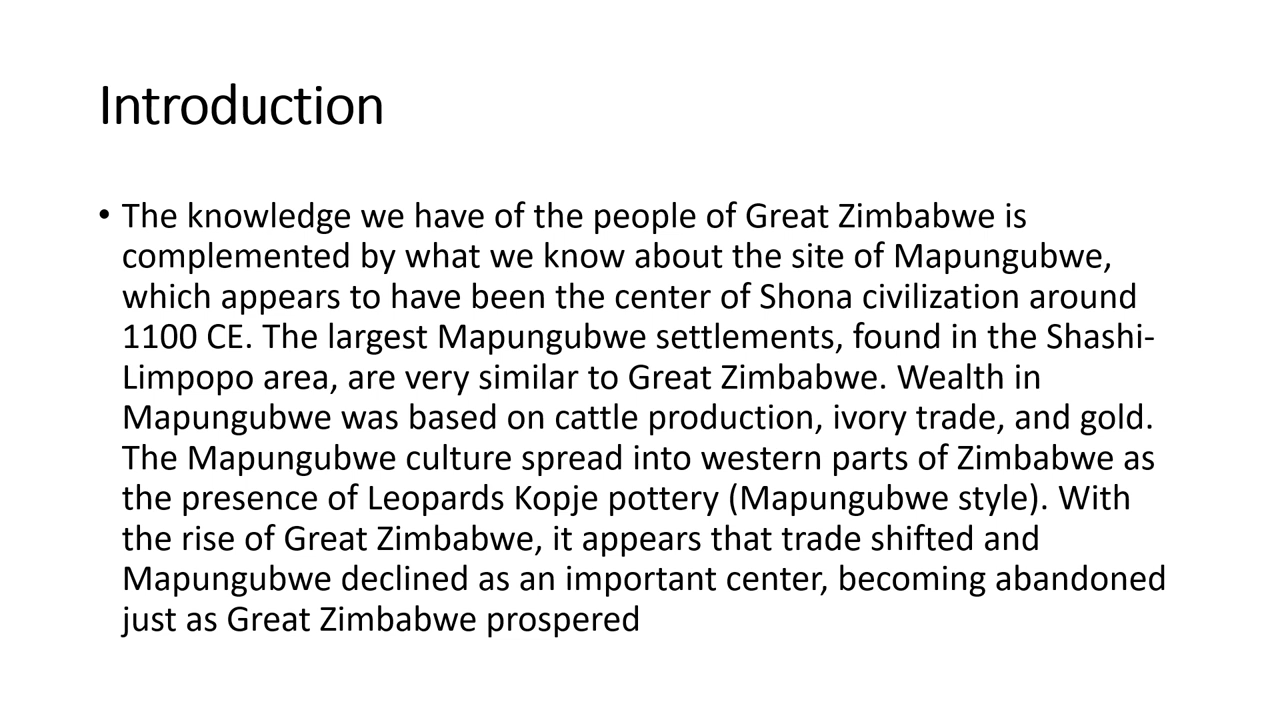 Introduction
• The knowledge we have of the people of Great Zimbabwe is
complemented by what we know about the site of Mapungubwe,
which appears to have been the center of Shona civilization around
1100 CE. The largest Mapungubwe settlements, found in the Shashi-
Limpopo area, are very similar to Great Zimbabwe. Wealth in
Mapungubwe was based on cattle production, ivory trade, and gold.
The Mapungubwe culture spread into western parts of Zimbabwe as
the presence of Leopards Kopje pottery (Mapungubwe style). With
the rise of Great Zimbabwe, it appears that trade shifted and
Mapungubwe declined as an important center, becoming abandoned
just as Great Zimbabwe prospered